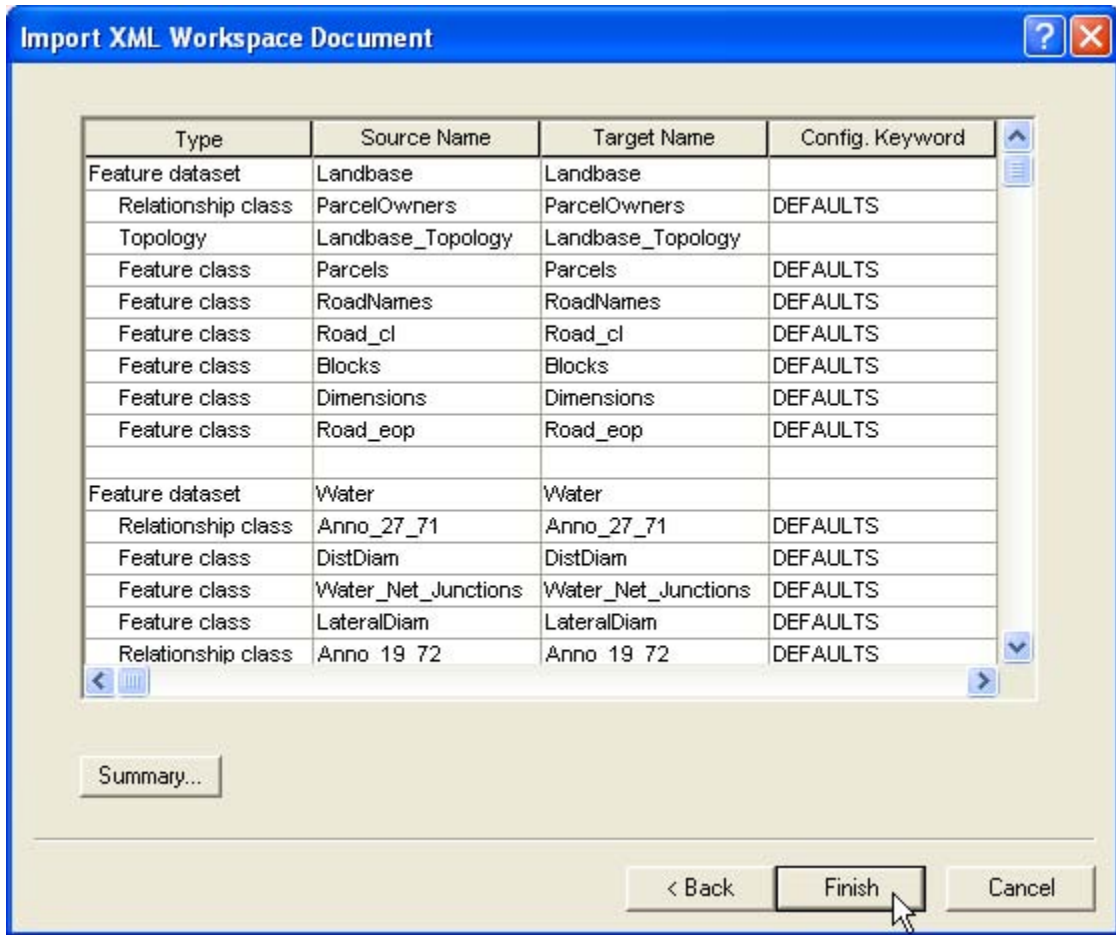 Import XML Workspace Document
Type Source Name Target Name Config. Keyword
Feature dataset Landbase Landbase
Relationship class ParcelOwners ParcelOwners DEFAULTS
Topology Landbase_Topology Landbase_Topology
Feature class Parcels Parcels DEFAULTS
Feature class RoadNames RoadNames DEFAULTS
Feature class Road_cl Road_cl DEFAULTS
Feature class Blocks Blocks DEFAULTS
Feature class Dimensions Dimensions DEFAULTS
Feature class Road_eop Road_eop DEFAULTS
Feature dataset Water Water
Relationship class Anno_27_71 Anno_27_71 DEFAULTS
Feature class DistDiam DistDiam DEFAULTS
Feature class Water_Net_Junctions Water_Net_Junctions DEFAULTS
Feature class LateralDiam LateralDiam DEFAULTS
Relationship class Anno_19_72 Anno_19_72 DEFAULTS
Summary...
< Back Finish Cancel